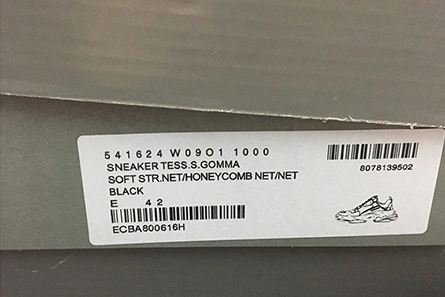 541624 W09O1 1000
SNEAKER TESS.S.GOMMA
SOFT STR.NET/HONEYCOMB NET/NET
BLACK
E 42
ECBA800616H
8078139502